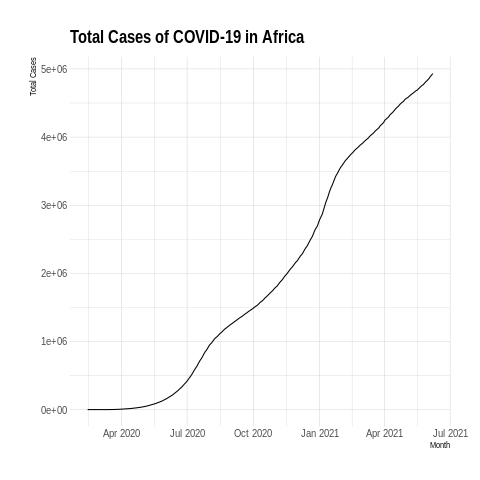 Total Cases of COVID-19 in Africa
Total Cases
5e+06
4e+06
3e+06
2e+06
1e+06
0e+00
Apr 2020 Jul 2020 Oct 2020 Jan 2021 Apr 2021 Jul 2021
Month